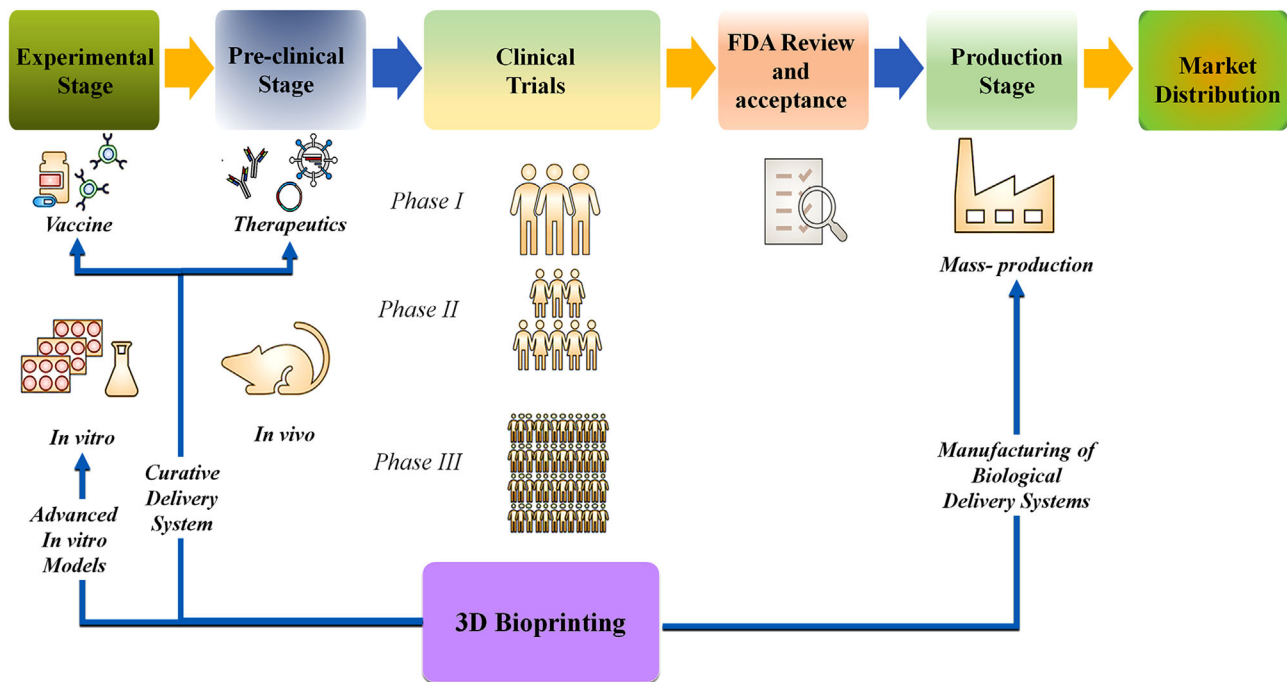 Experimental
Stage
Pre-clinical
Stage
Clinical
Trials
FDA Review
and
acceptance
Production
Stage
Market
Distribution
Vaccine
Therapeutics
Phase I
Mass- production
Phase II
In vitro
In vivo
Phase III
Curative
Delivery
System
Manufacturing of
Biological
Delivery Systems
Advanced
In vitro
Models
3D Bioprinting